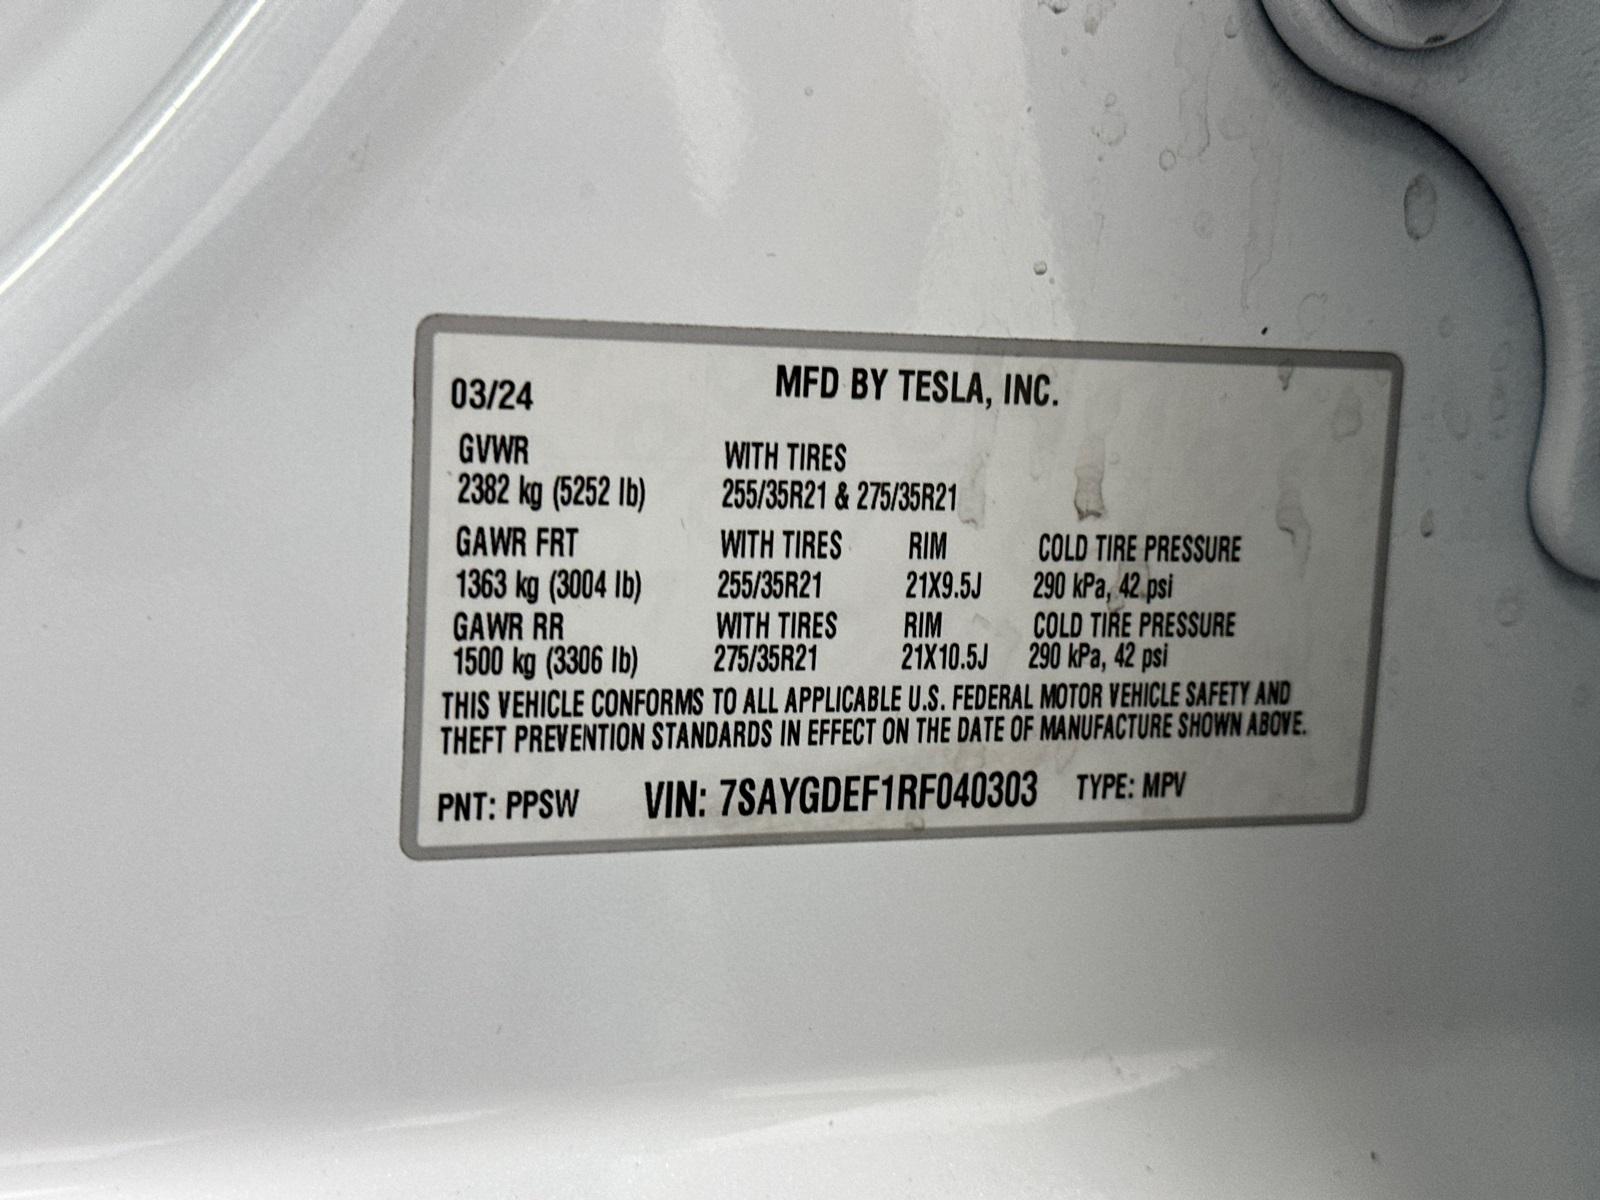 03/24 MFD BY TESLA, INC.
GVWR WITH TIRES
2382 kg (5252 lb) 255/35R21 & 275/35R21
GAWR FRT WITH TIRES RIM COLD TIRE PRESSURE
1363 kg (3004 lb) 255/35R21 21X9.5J 290 kPa, 42 psi
GAWR RR WITH TIRES RIM COLD TIRE PRESSURE
1500 kg (3306 lb) 275/35R21 21X10.5J 290 kPa, 42 psi
THIS VEHICLE CONFORMS TO ALL APPLICABLE U.S. FEDERAL MOTOR VEHICLE SAFETY AND
THEFT PREVENTION STANDARDS IN EFFECT ON THE DATE OF MANUFACTURE SHOWN ABOVE.
PNT: PPSW VIN: 7SAYGDEF1RF040303 TYPE: MPV